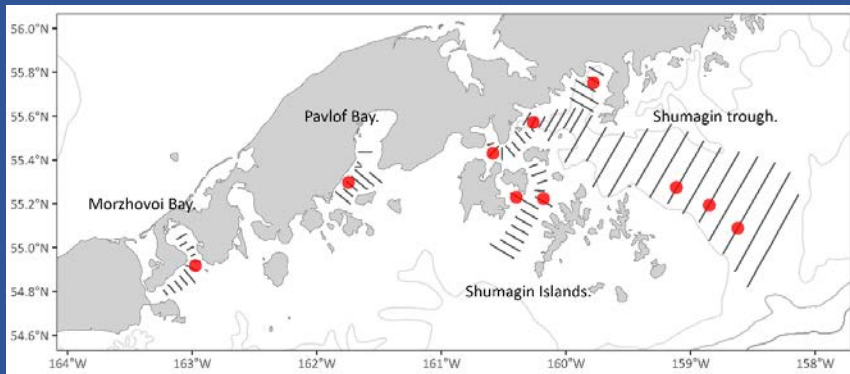 56.0°N
55.8°N
55.6°N
55.4°N
55.2°N
55.0°N
54.8°N
54.6°N
Pavlof Bay.
Shumagin trough.
Morzhovoi Bay.
Shumagin Islands.
164°W 163°W 162°W 161°W 160°W 159°W 158°W